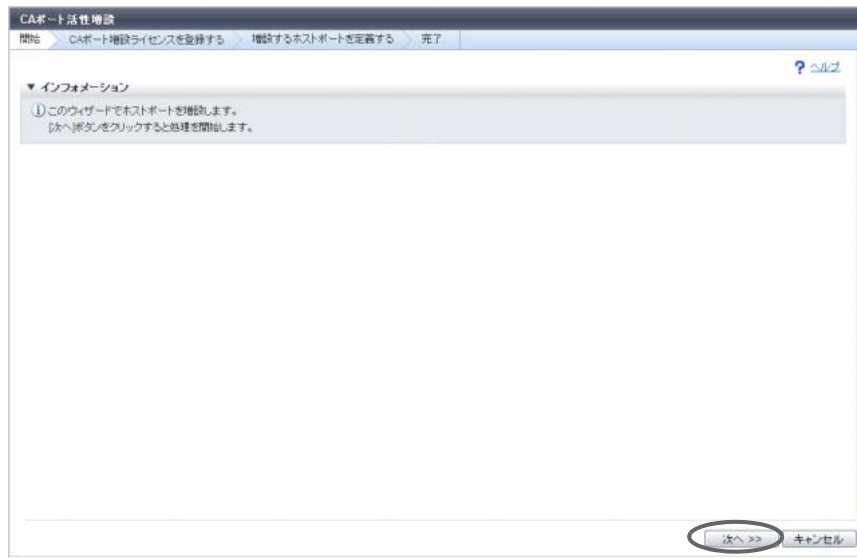 CAポート活性増設
開始 CAポート増設ライセンスを登録する 増設するホストポートを定義する 完了
? ヘルプ
▼ インフォメーション
このウィザードでホストポートを増設します。
[次へ]ボタンをクリックすると処理を開始します。
次へ >> キャンセル